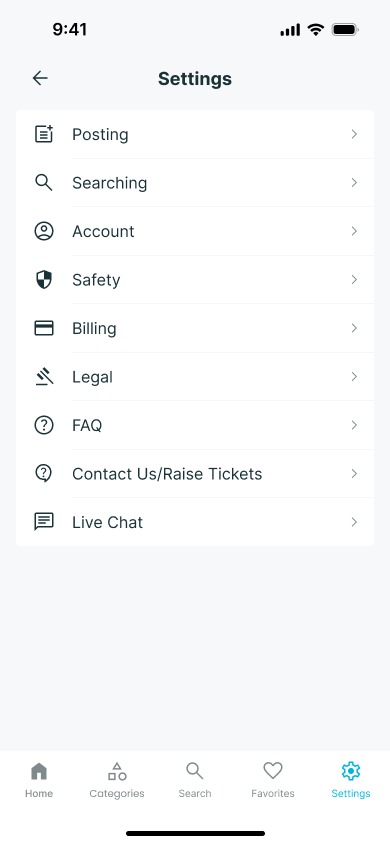 9:41
Settings
Posting
Searching
Account
Safety
Billing
Legal
FAQ
Contact Us/Raise Tickets
Live Chat
Home Categories Search Favorites Settings